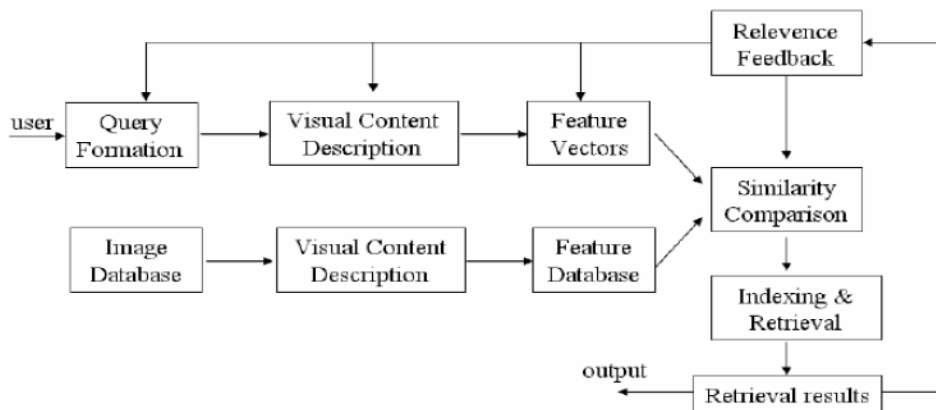 Relevence
Feedback
user
Query
Formation
Visual Content
Description
Feature
Vectors
Similarity
Comparison
Image
Database
Visual Content
Description
Feature
Database
Indexing &
Retrieval
output
Retrieval results